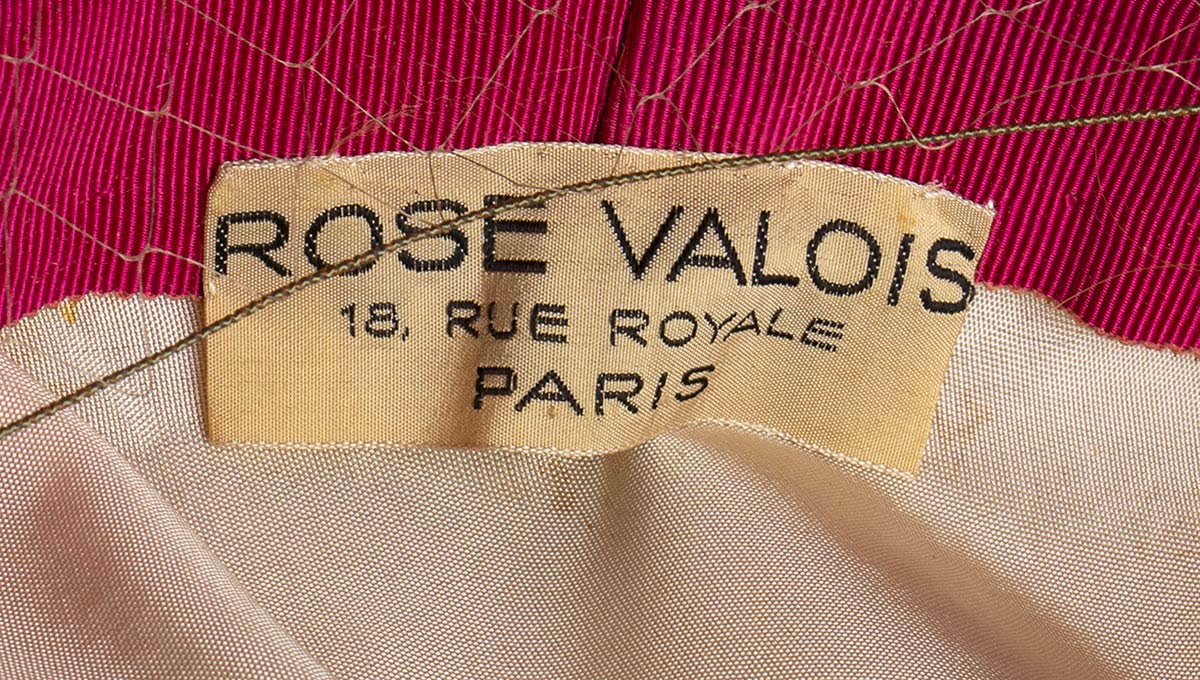 ROSE VALOIS
18, RUE ROYALE
PARIS